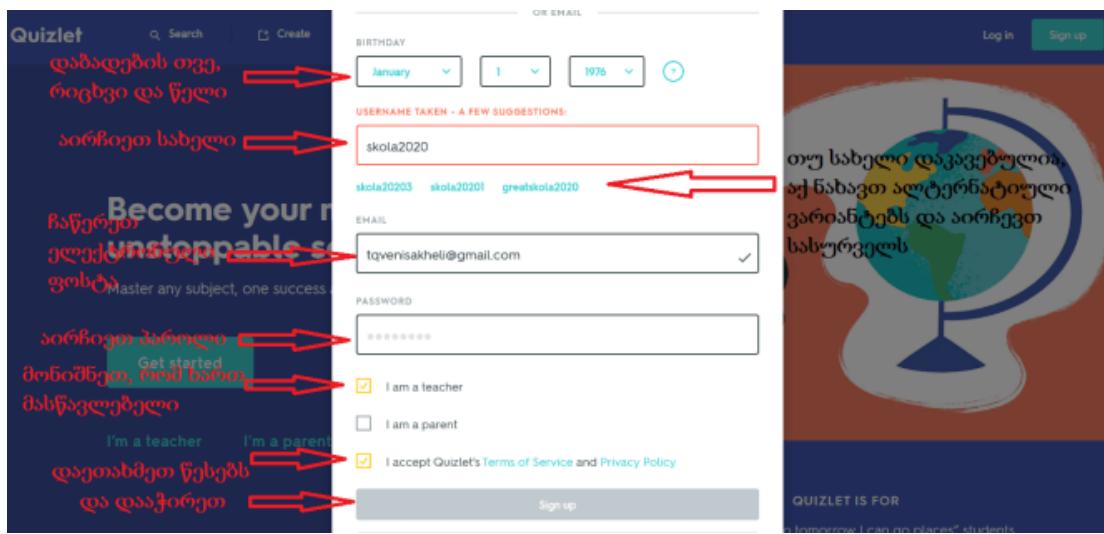 OR EMAIL
Quizlet
Search
Create
Log in
Sign up
BIRTHDAY
January
1
1976
?
დაბადების თვე,
რიცხვი და წელი
USERNAME TAKEN - A FEW SUGGESTIONS:
აირჩიეთ სახელი
skola2020
skola20203 skola20201 greatskola2020
თუ სახელი დაკავებულია,
აქ ნახავთ ალტერნატიული
ვარიანტებს და აირჩევთ
სასურველს
Become your
unstoppable
Master any subject, one success
ჩაწერეთ
ელექტრონული
ფოსტა
EMAIL
tqvenisakheli@gmail.com
PASSWORD
აირჩიეთ პაროლი
Get started
მონიშნეთ, რომ ხართ
მასწავლებელი
I am a teacher
I am a parent
I'm a teacher I'm a parent
I accept Quizlet's Terms of Service and Privacy Policy
დაეთახმეთ წესებს
და დააჭირეთ
Sign up
QUIZLET IS FOR
tomorrow I can go places" students